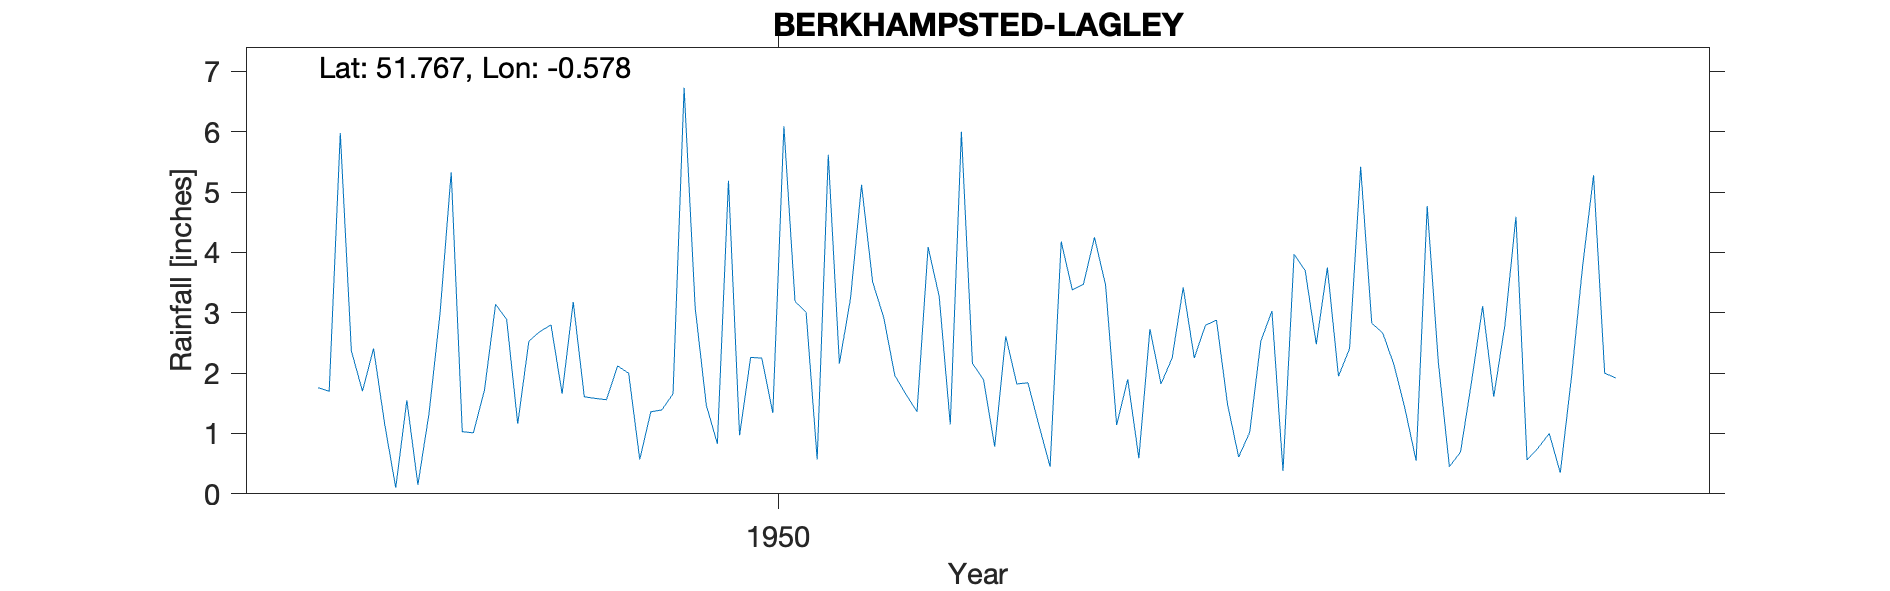 BERKHAMPSTED-LAGLEY
Lat: 51.767, Lon: -0.578
7
6
5
4
3
2
1
0
Rainfall [inches]
1950
Year